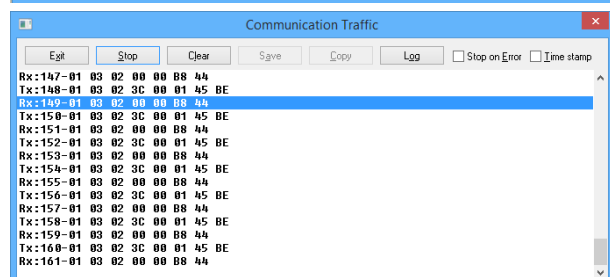 Communication Traffic
Exit Stop Clear Save Copy Log Stop on Error Time stamp
Rx:147-01 03 02 00 00 B8 44
Tx:148-01 03 02 3C 00 01 45 BE
Rx:149-01 03 02 00 00 B8 44
Tx:150-01 03 02 3C 00 01 45 BE
Rx:151-01 03 02 00 00 B8 44
Tx:152-01 03 02 3C 00 01 45 BE
Rx:153-01 03 02 00 00 B8 44
Tx:154-01 03 02 3C 00 01 45 BE
Rx:155-01 03 02 00 00 B8 44
Tx:156-01 03 02 3C 00 01 45 BE
Rx:157-01 03 02 00 00 B8 44
Tx:158-01 03 02 3C 00 01 45 BE
Rx:159-01 03 02 00 00 B8 44
Tx:160-01 03 02 3C 00 01 45 BE
Rx:161-01 03 02 00 00 B8 44